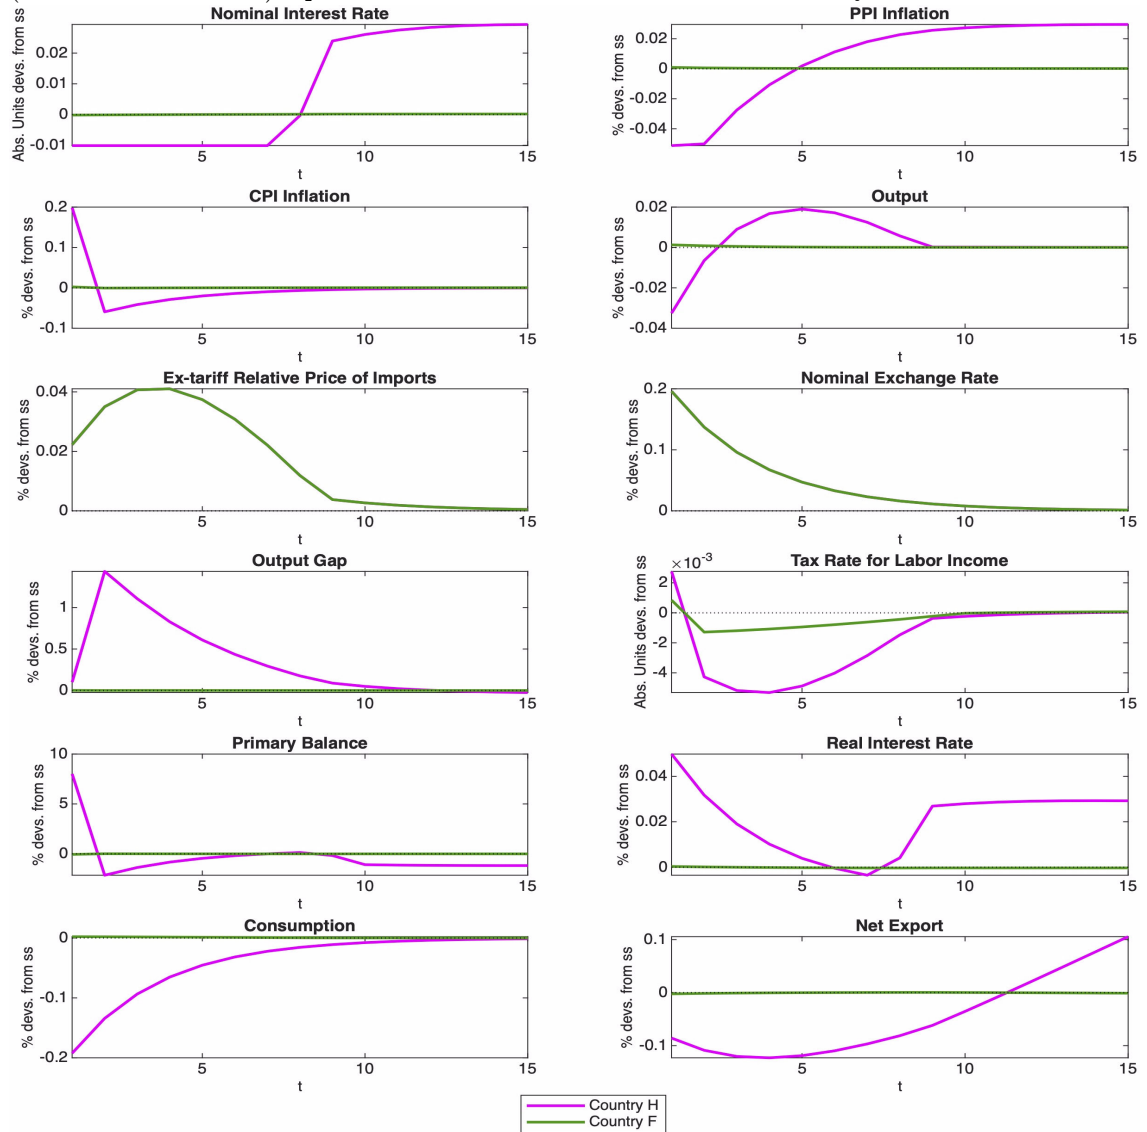 Nominal Interest Rate
Abs. Units devs. from ss
0.02
0.01
0
-0.01
5
10
15
t
PPI Inflation
% devs. from ss
0.02
0
-0.02
-0.04
5
10
15
t
CPI Inflation
% devs. from ss
0.2
0.1
0
-0.1
5
10
15
t
Output
% devs. from ss
0.02
0
-0.02
-0.04
5
10
15
t
Ex-tariff Relative Price of Imports
% devs. from ss
0.04
0.02
0
5
10
15
t
Nominal Exchange Rate
% devs. from ss
0.2
0.1
0
5
10
15
t
Output Gap
% devs. from ss
1
0.5
0
5
10
15
t
Tax Rate for Labor Income
×10⁻³
Abs. Units devs. from ss
2
0
-2
-4
5
10
15
t
Primary Balance
% devs. from ss
10
5
0
5
10
15
t
Real Interest Rate
% devs. from ss
0.04
0.02
0
5
10
15
t
Consumption
% devs. from ss
0
-0.1
-0.2
5
10
15
t
Net Export
% devs. from ss
0.1
0
-0.1
5
10
15
t
Country H
Country F